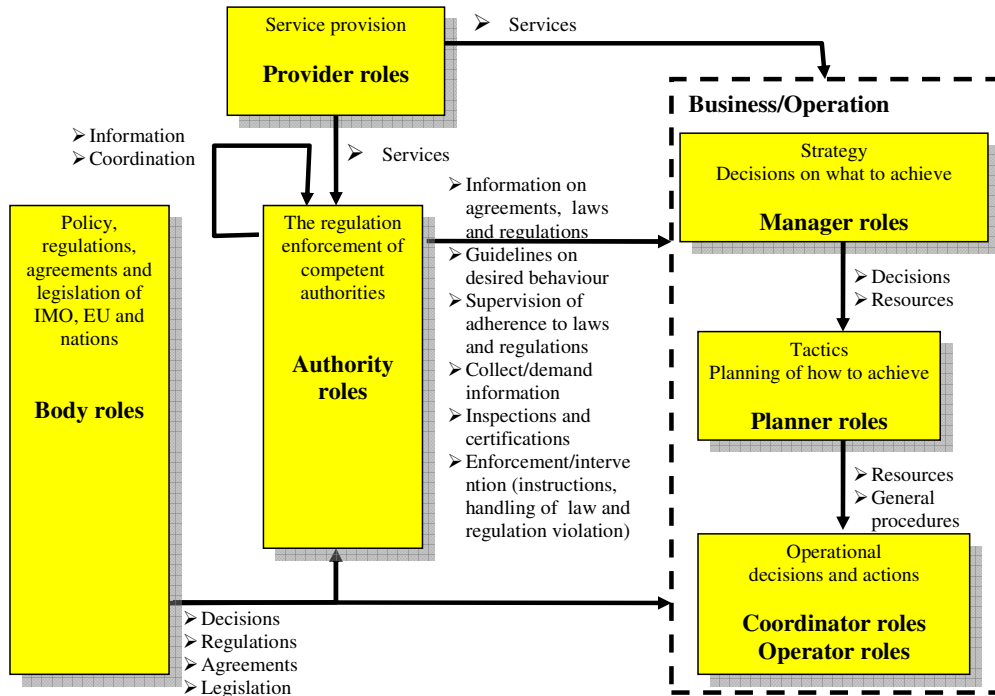 Service provision
Provider roles
➢ Services
Business/Operation
➢ Information
➢ Coordination
➢ Services
Strategy
Decisions on what to achieve
Manager roles
Policy,
regulations,
agreements and
legislation of
IMO, EU and
nations
Body roles
The regulation
enforcement of
competent
authorities
Authority
roles
➢ Information on
agreements, laws
and regulations
➢ Guidelines on
desired behaviour
➢ Supervision of
adherence to laws
and regulations
➢ Collect/demand
information
➢ Inspections and
certifications
➢ Enforcement/interve
ntion (instructions,
handling of law and
regulation violation)
➢ Decisions
➢ Resources
Tactics
Planning of how to achieve
Planner roles
➢ Resources
➢ General
procedures
Operational
decisions and actions
Coordinator roles
Operator roles
➢ Decisions
➢ Regulations
➢ Agreements
➢ Legislation